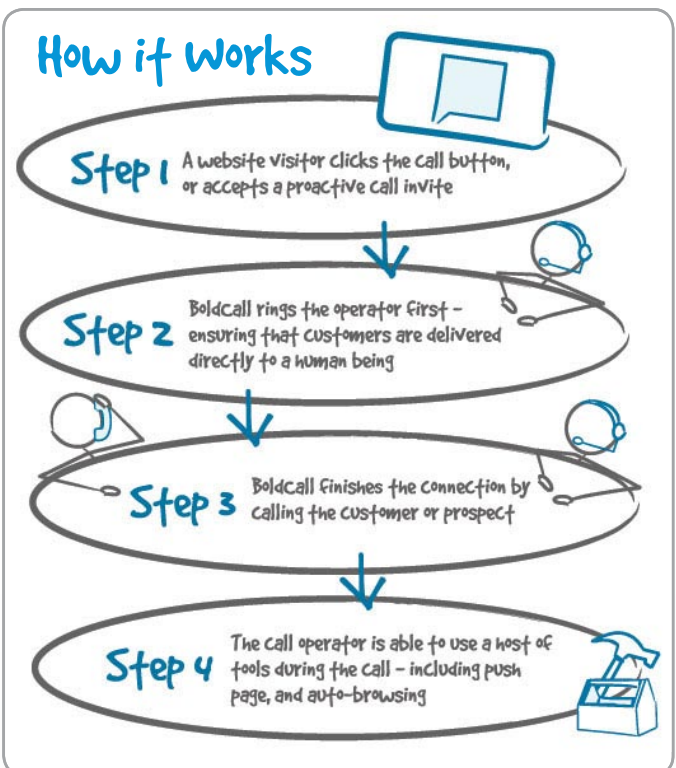 How it works
Step 1
A website visitor clicks the call button,
or accepts a proactive call invite
Step 2
Boldcall rings the operator first –
ensuring that customers are delivered
directly to a human being
Step 3
Boldcall finishes the connection by
calling the customer or prospect
Step 4
The call operator is able to use a host of
tools during the call – including push
page, and auto-browsing